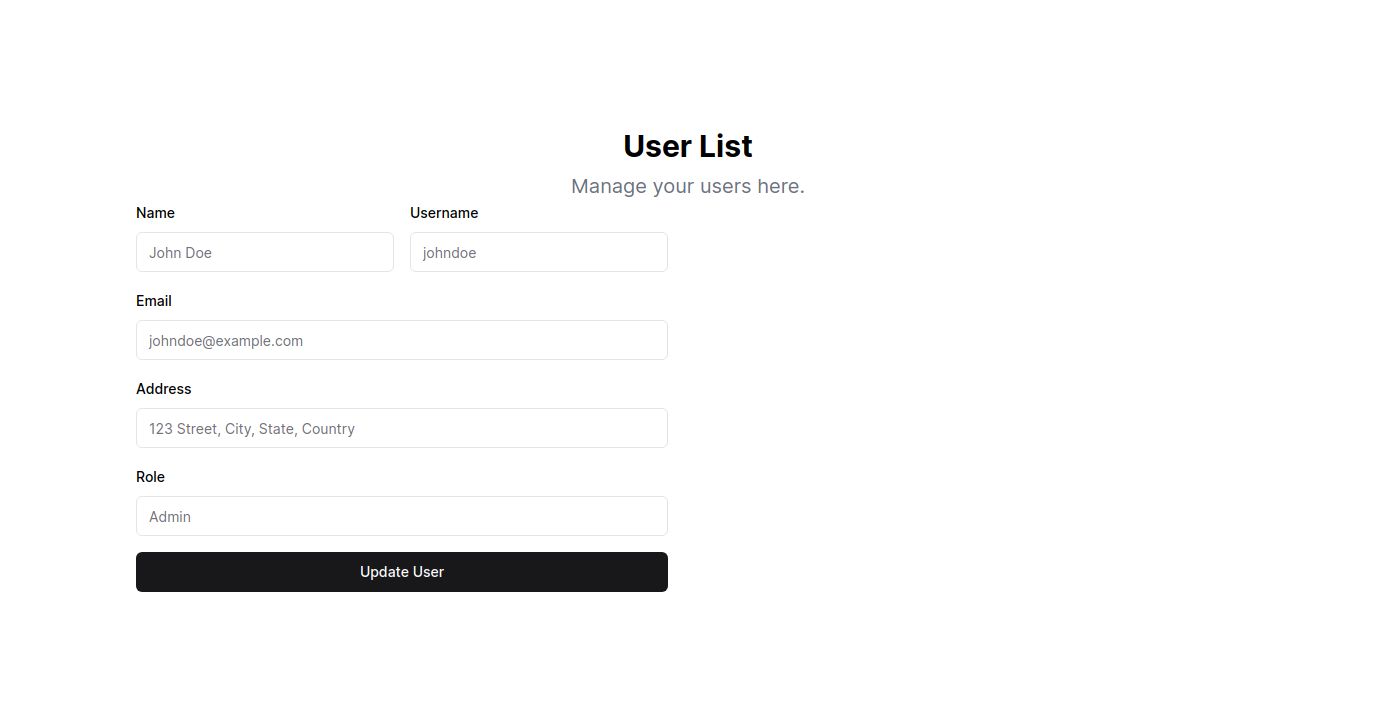 User List
Manage your users here.
Name Username
John Doe johndoe
Email
johndoe@example.com
Address
123 Street, City, State, Country
Role
Admin
Update User